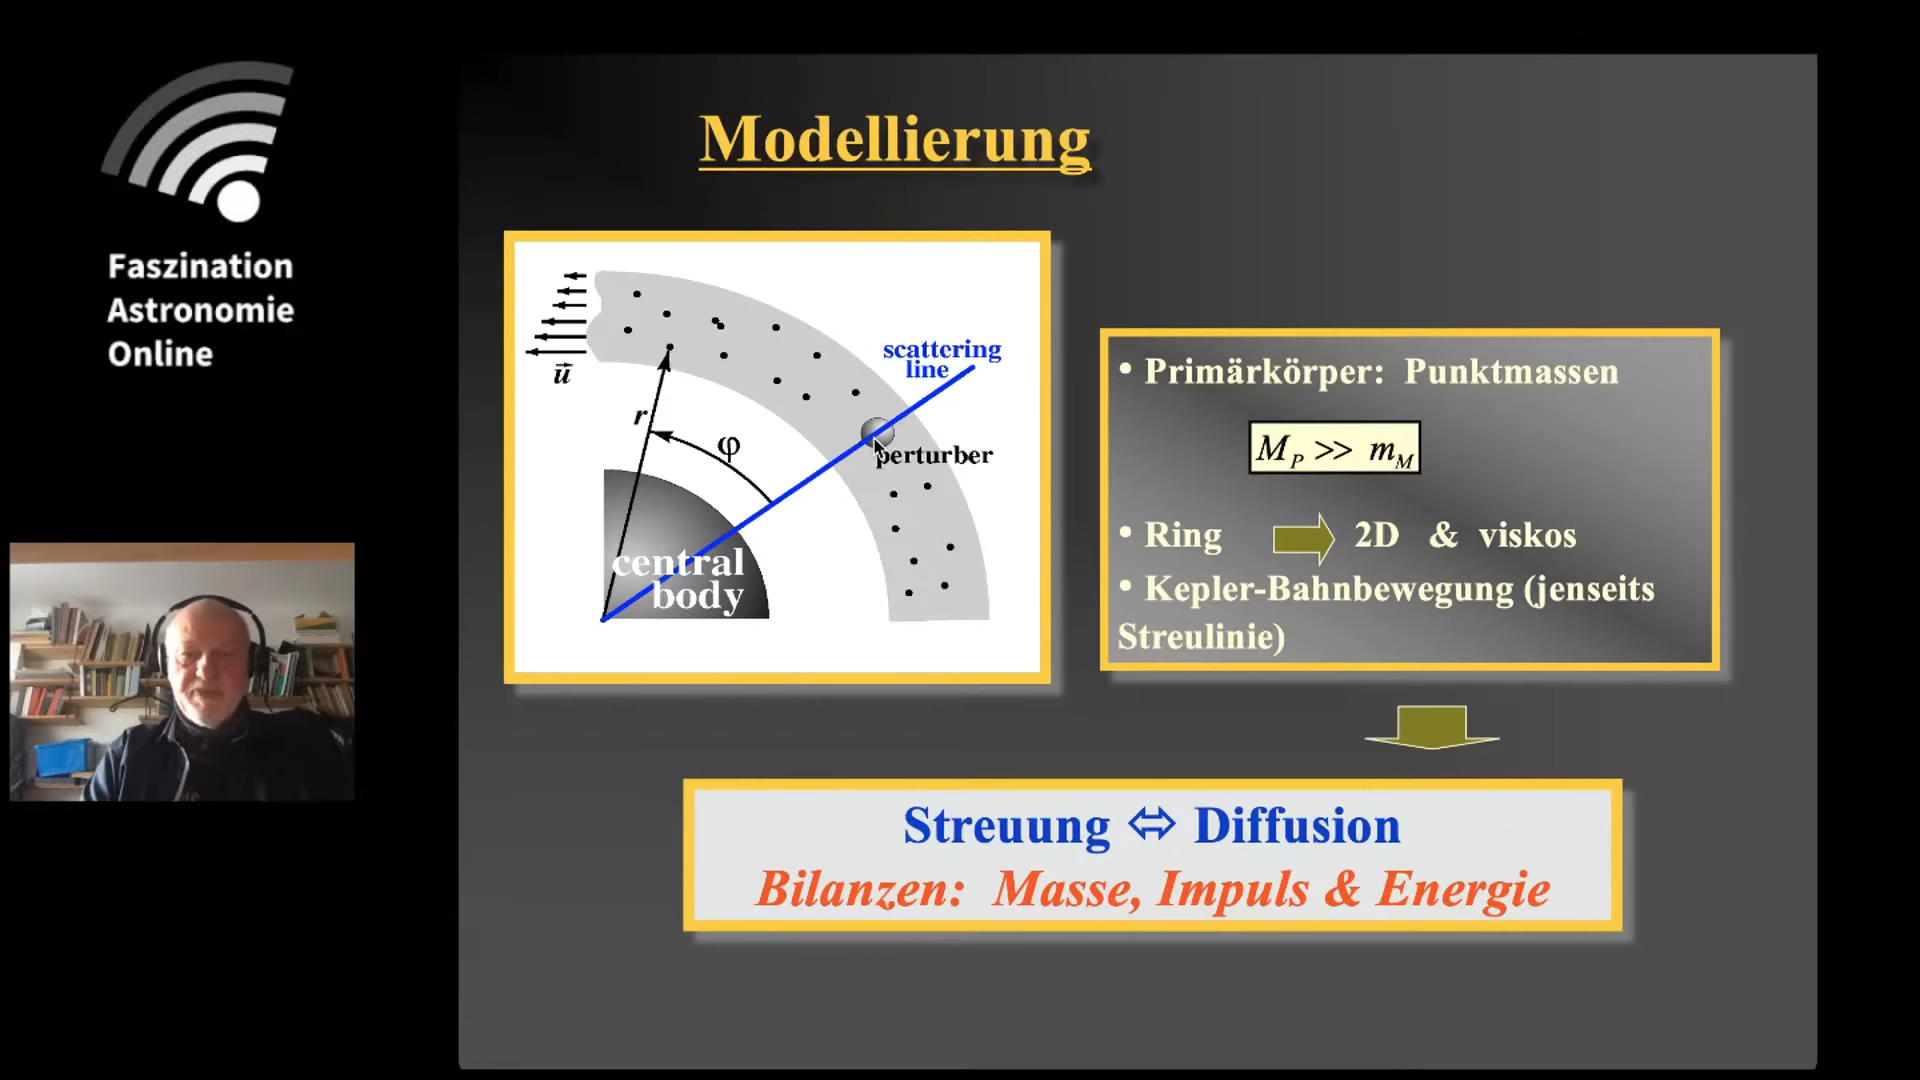 Faszination
Astronomie
Online
Modellierung
u
r
φ
scattering
line
perturber
central
body
• Primärkörper: Punktmassen
M_P >> m_M
• Ring 2D & viskos
• Kepler-Bahnbewegung (jenseits
Streulinie)
Streuung ⇔ Diffusion
Bilanzen: Masse, Impuls & Energie